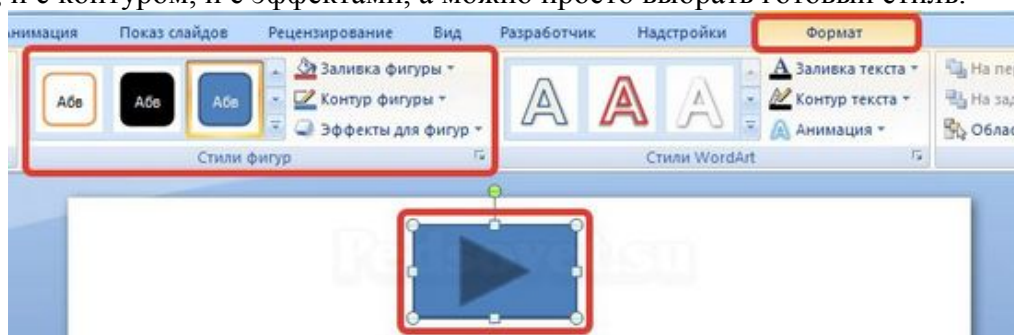 и с контуром, и с эффектами, а можно просто выбрать готовый стиль.
нимация Показ слайдов Рецензирование Вид Разработчик Надстройки Формат
Абв Абв Абв Заливка фигуры A A A Заливка текста На пе
Контур фигуры Контур текста На зад
Эффекты для фигур Анимация Облас
Стили фигур Стили WordArt